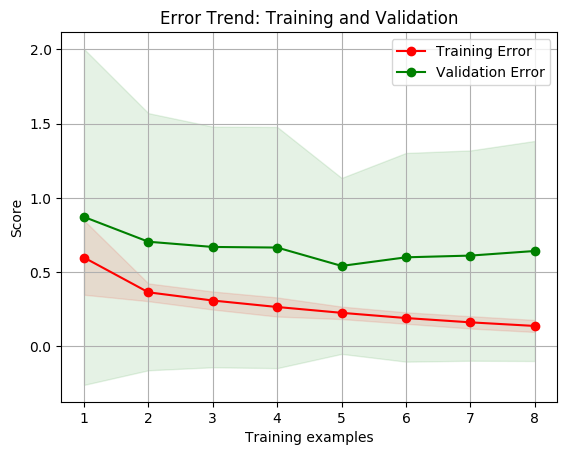 Error Trend: Training and Validation
Training Error
Validation Error
2.0
1.5
1.0
0.5
0.0
Score
1 2 3 4 5 6 7 8
Training examples